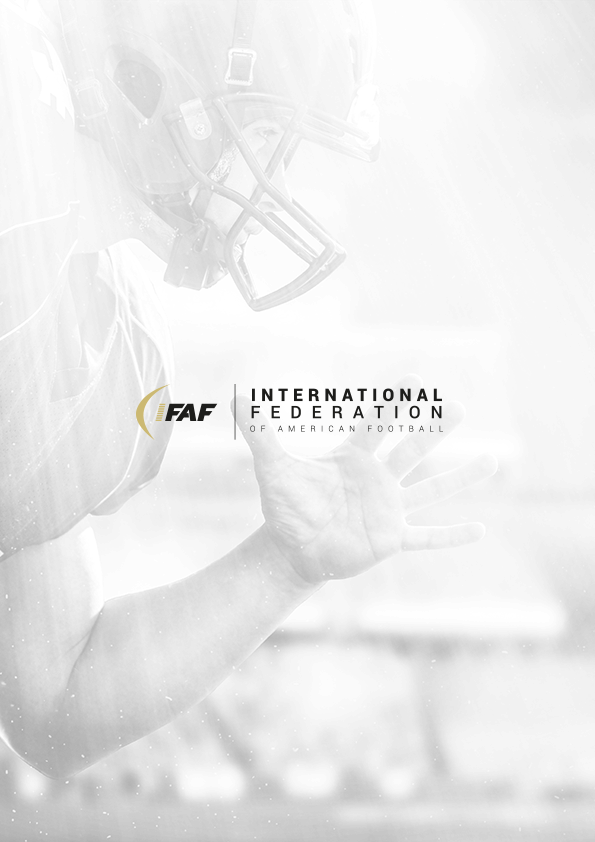 IFAF
INTERNATIONAL
FEDERATION
OF AMERICAN FOOTBALL